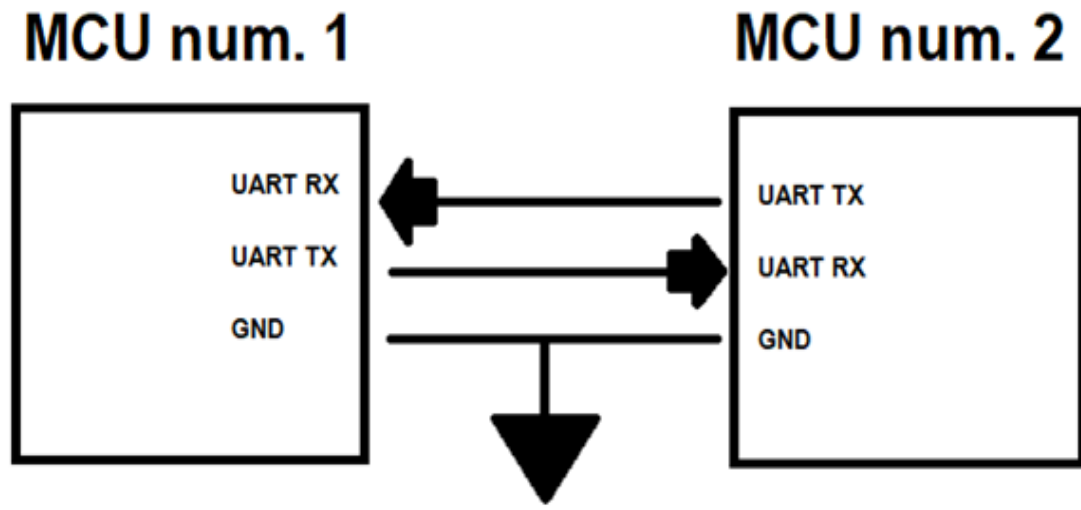 MCU num. 1
MCU num. 2
UART RX
UART TX
GND
UART TX
UART RX
GND